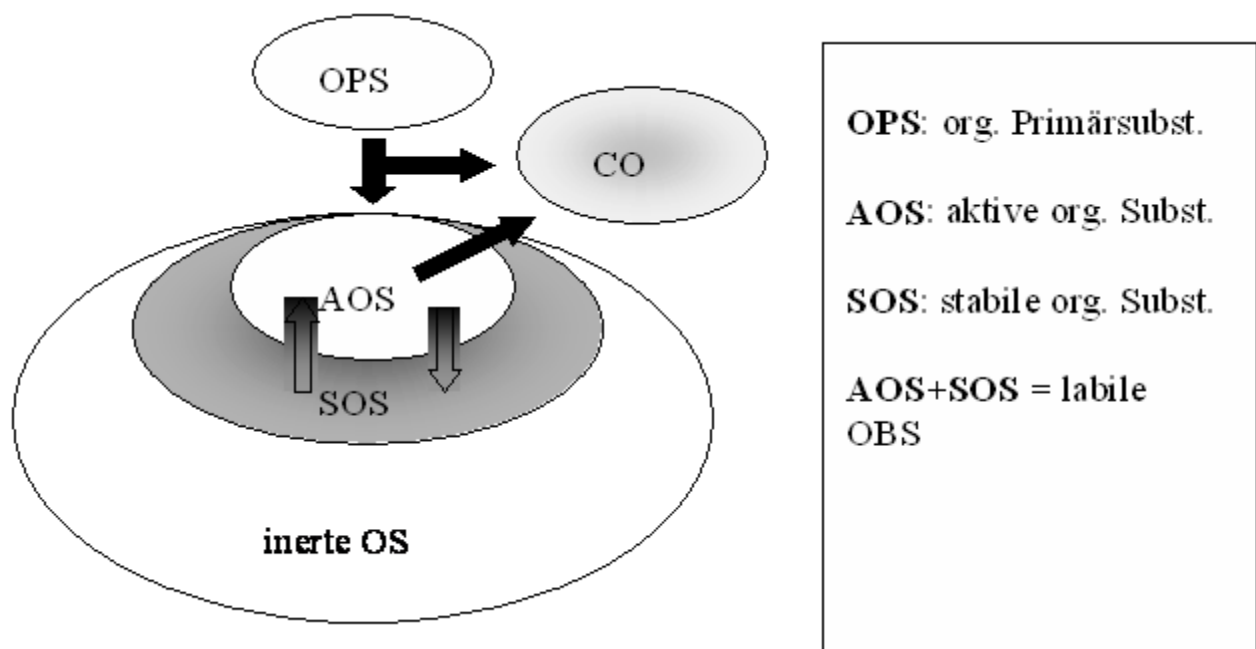 OPS
CO
AOS
SOS
inerte OS
OPS: org. Primärsubst.
AOS: aktive org. Subst.
SOS: stabile org. Subst.
AOS+SOS = labile
OBS